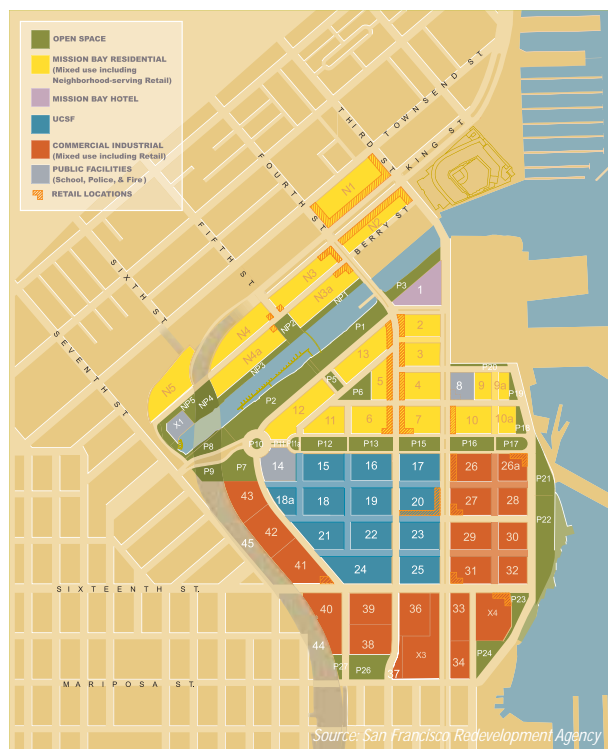 OPEN SPACE
MISSION BAY RESIDENTIAL
(Mixed use including
Neighborhood-serving Retail)
MISSION BAY HOTEL
UCSF
COMMERCIAL INDUSTRIAL
(Mixed use including Retail)
PUBLIC FACILITIES
(School, Police, & Fire)
RETAIL LOCATIONS
TOWNSEND ST
THIRD ST
KING ST
FOURTH ST
BERRY ST
FIFTH ST
SIXTH ST
SEVENTH ST
N1
N2
N3
N3a
NP1
P3
1
N4
NP2
P1
2
N4a
NP3
13
3
N5
NP5
NP4
P5
P6
5
4
8
9
9a
P19
X1
P2
12
11
6
7
10
10a
P18
P8
P10
P12
P13
P15
P16
P17
P9
P7
14
15
16
17
26
26a
P21
43
18a
18
19
20
27
28
P22
45
42
21
22
23
29
30
41
24
25
31
32
SIXTEENTH ST.
40
39
36
33
X4
P23
44
38
X3
34
P24
P27
P26
37
MARIPOSA ST.
Source: San Francisco Redevelopment Agency